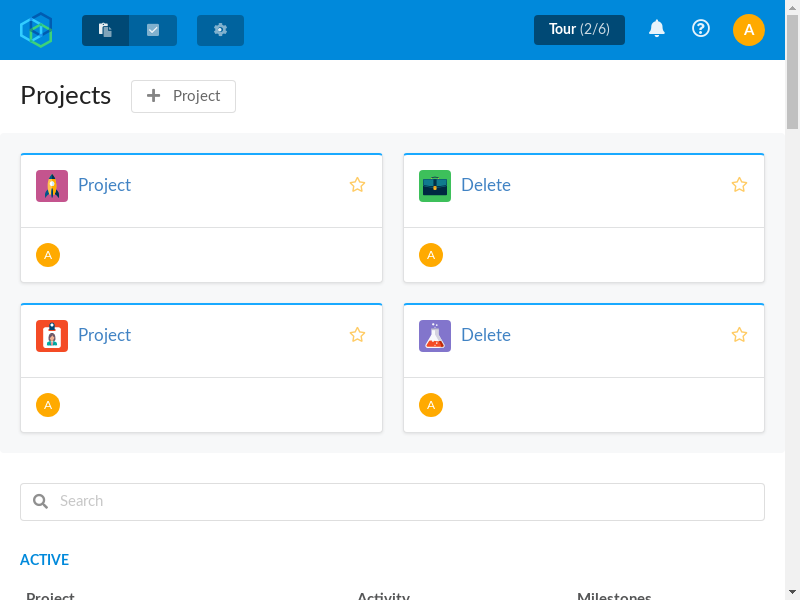 Tour (2/6)
A
Projects
Project
Project
Delete
A
A
Project
Delete
A
A
Search
ACTIVE
Project
Activity
Milestones